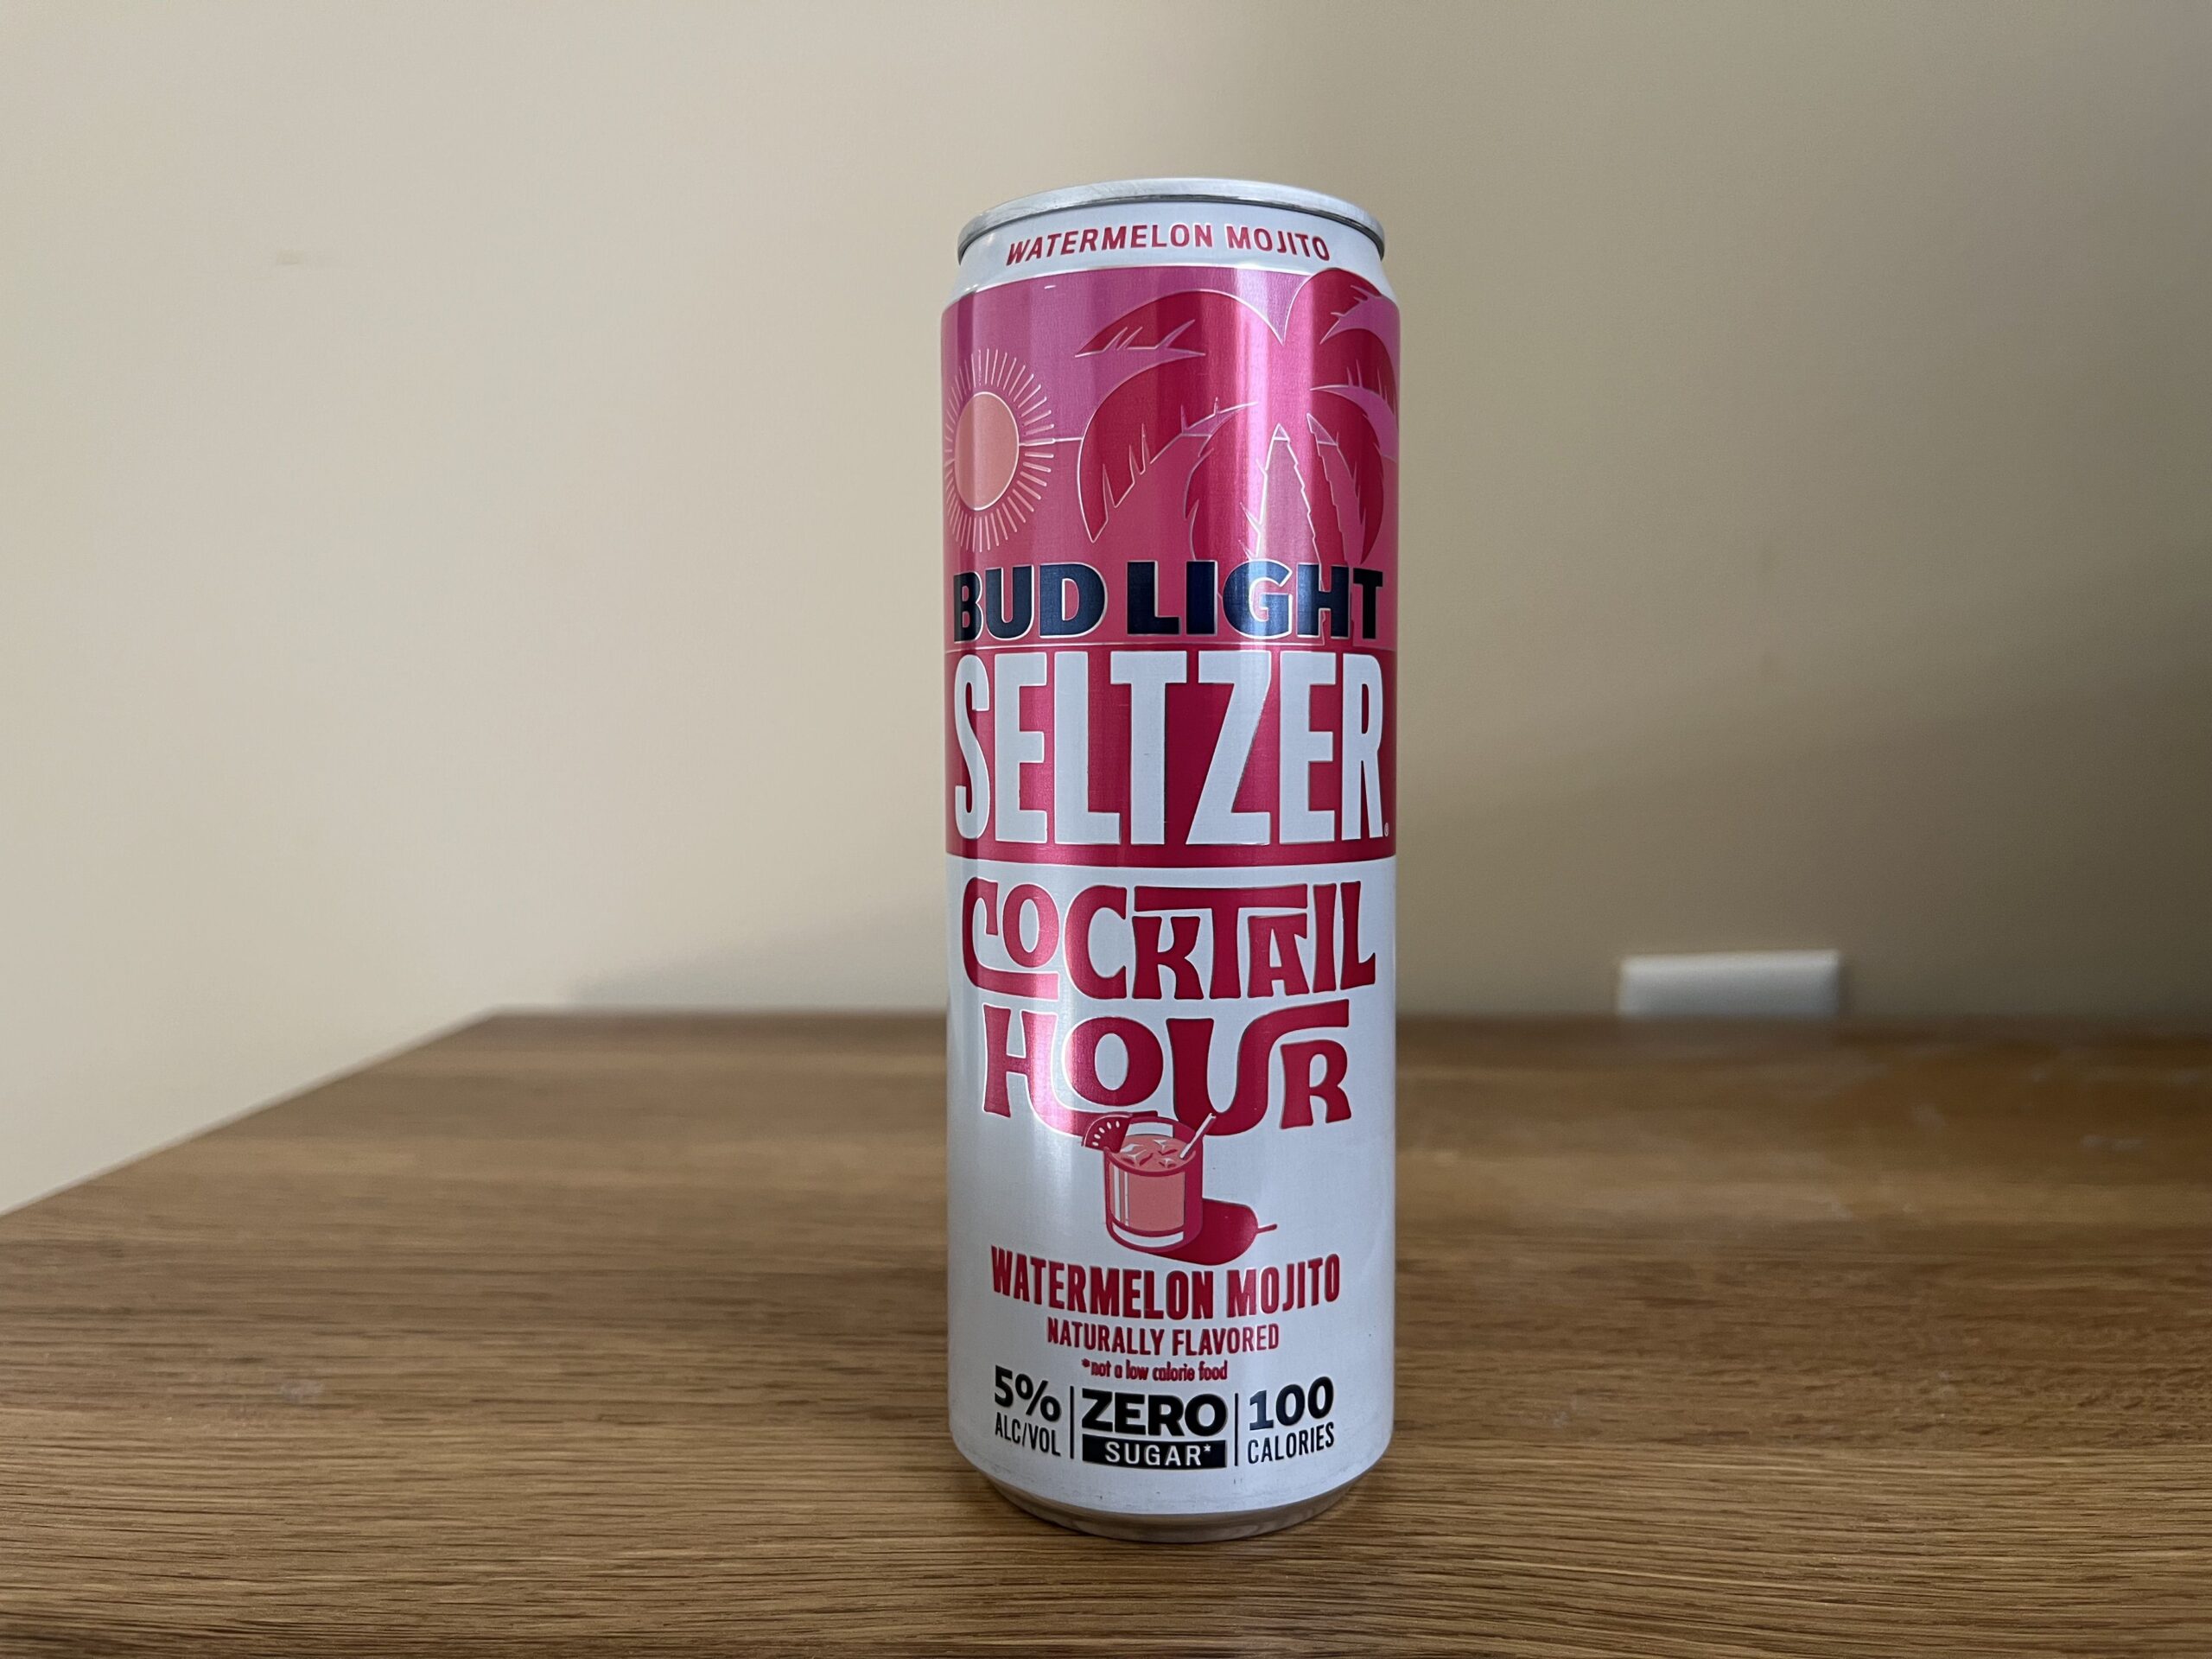 WATERMELON MOJITO
BUD LIGHT
SELTZER®
COCKTAIL
HOUR
WATERMELON MOJITO
NATURALLY FLAVORED
*not a low calorie food
5% ZERO 100
ALC/VOL SUGAR* CALORIES